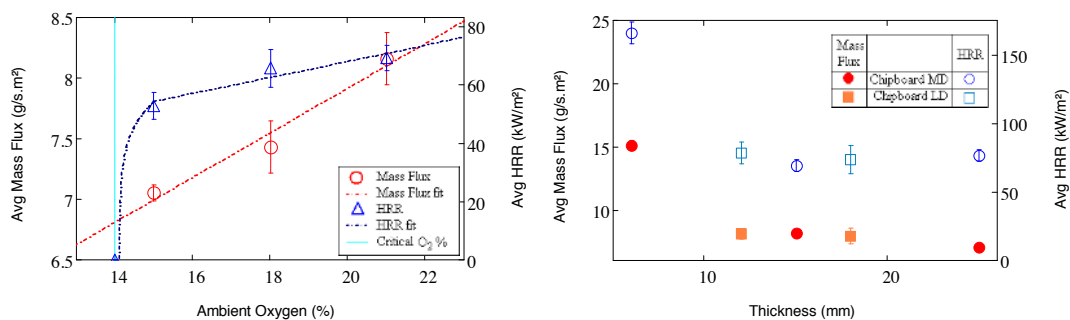 8.5
8
7.5
7
6.5
Avg Mass Flux (g/s.m²)
14 16 18 20 22
Ambient Oxygen (%)
80
60
40
20
0
Avg HRR (kW/m²)
Mass Flux
Mass Flux fit
HRR
HRR fit
Critical O2 %
25
20
15
10
Avg Mass Flux (g/s.m²)
10 20
Thickness (mm)
150
100
50
0
Avg HRR (kW/m²)
Mass Flux HRR
Chipboard MD
Chipboard LD